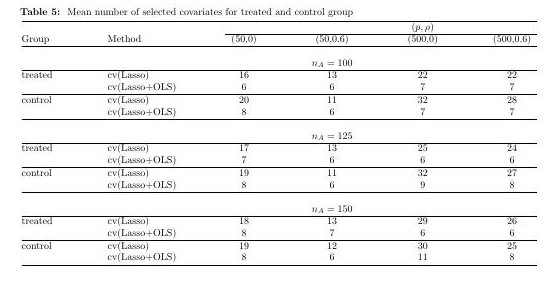 Table 5: Mean number of selected covariates for treated and control group
(p, ρ)
Group Method (50,0) (50,0.6) (500,0) (500,0.6)
n_A = 100
treated cv(Lasso) 16 13 22 22
cv(Lasso+OLS) 6 6 7 7
control cv(Lasso) 20 11 32 28
cv(Lasso+OLS) 8 6 7 7
n_A = 125
treated cv(Lasso) 17 13 25 24
cv(Lasso+OLS) 7 6 6 6
control cv(Lasso) 19 11 32 27
cv(Lasso+OLS) 8 6 9 8
n_A = 150
treated cv(Lasso) 18 13 29 26
cv(Lasso+OLS) 8 7 6 6
control cv(Lasso) 19 12 30 25
cv(Lasso+OLS) 8 6 11 8